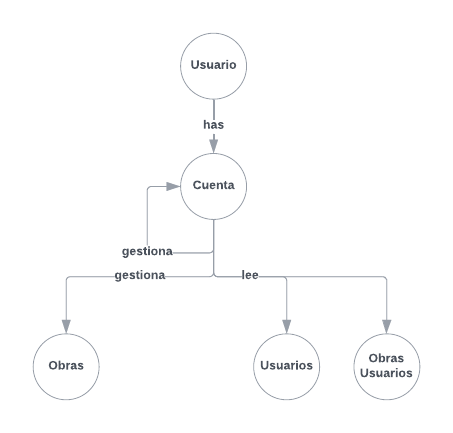 Usuario
has
Cuenta
gestiona
gestiona
lee
Obras
Usuarios
Obras
Usuarios